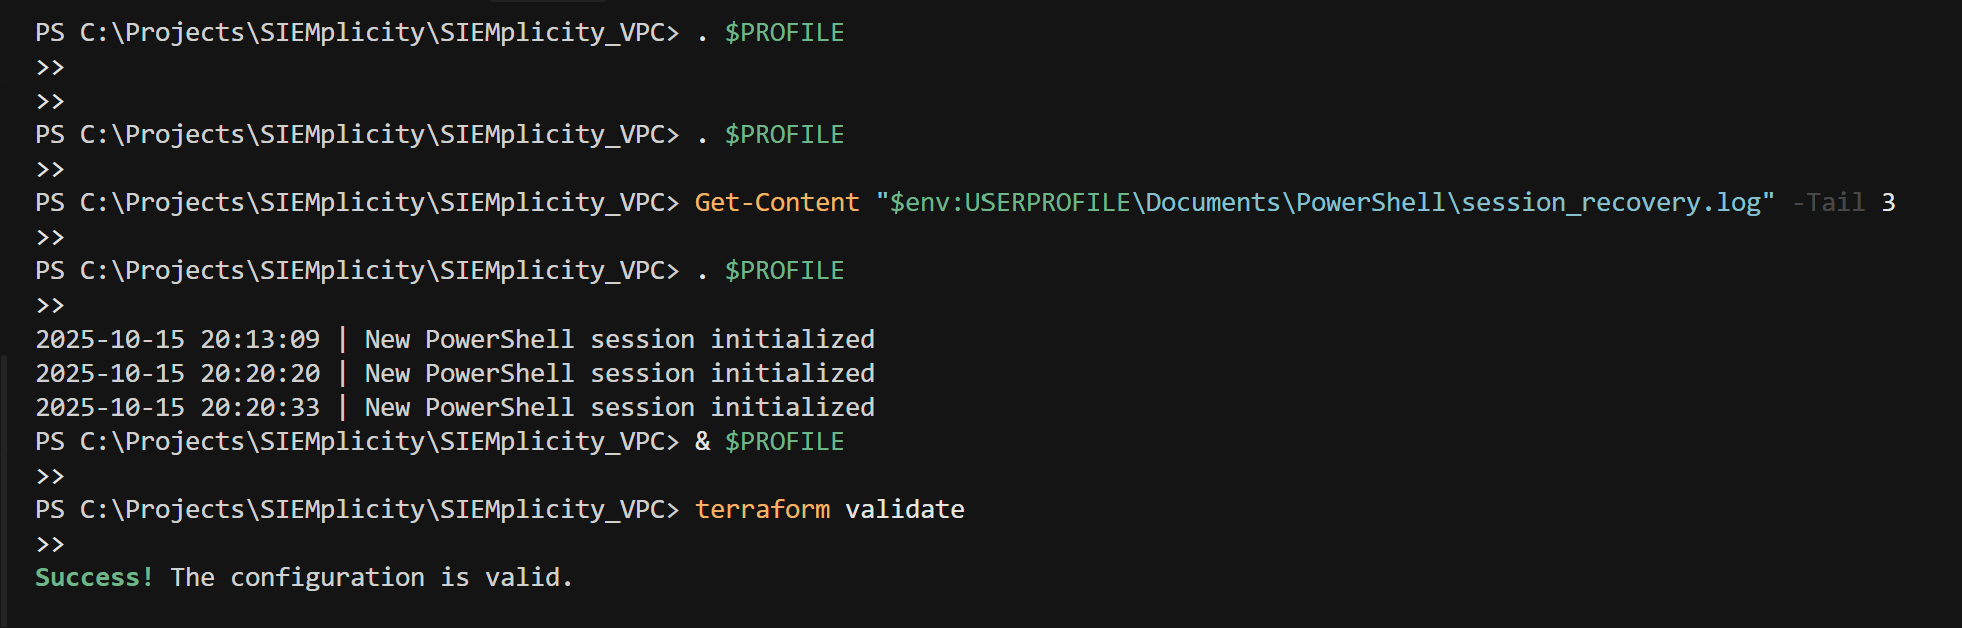 PS C:\Projects\SIEMplicity\SIEMplicity_VPC> . $PROFILE
>>
>>
PS C:\Projects\SIEMplicity\SIEMplicity_VPC> . $PROFILE
>>
PS C:\Projects\SIEMplicity\SIEMplicity_VPC> Get-Content "$env:USERPROFILE\Documents\PowerShell\session_recovery.log" -Tail 3
>>
PS C:\Projects\SIEMplicity\SIEMplicity_VPC> . $PROFILE
>>
2025-10-15 20:13:09 | New PowerShell session initialized
2025-10-15 20:20:20 | New PowerShell session initialized
2025-10-15 20:20:33 | New PowerShell session initialized
PS C:\Projects\SIEMplicity\SIEMplicity_VPC> & $PROFILE
>>
PS C:\Projects\SIEMplicity\SIEMplicity_VPC> terraform validate
>>
Success! The configuration is valid.